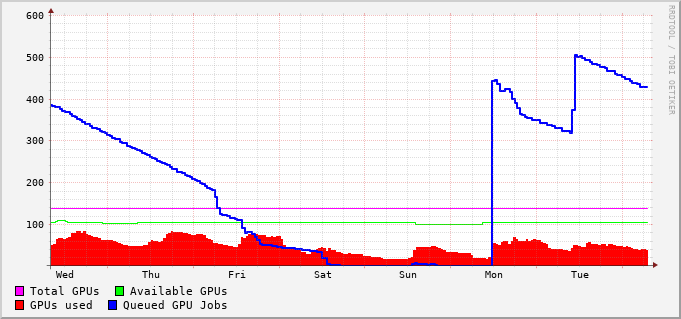 600
500
400
300
200
100
Wed Thu Fri Sat Sun Mon Tue
Total GPUs Available GPUs
GPUs used Queued GPU Jobs
RRDTOOL / TOBI OETIKER